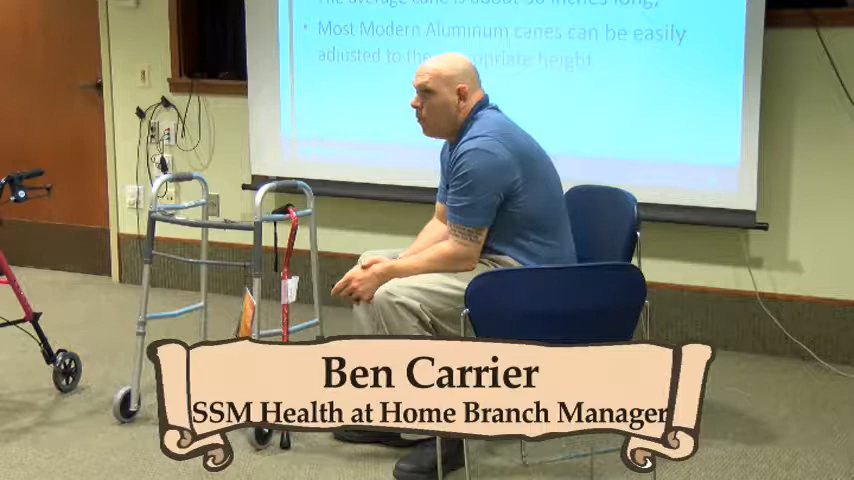 The average cane is about 36 inches long,
• Most Modern Aluminum canes can be easily
adjusted to the appropriate height
Ben Carrier
SSM Health at Home Branch Manager